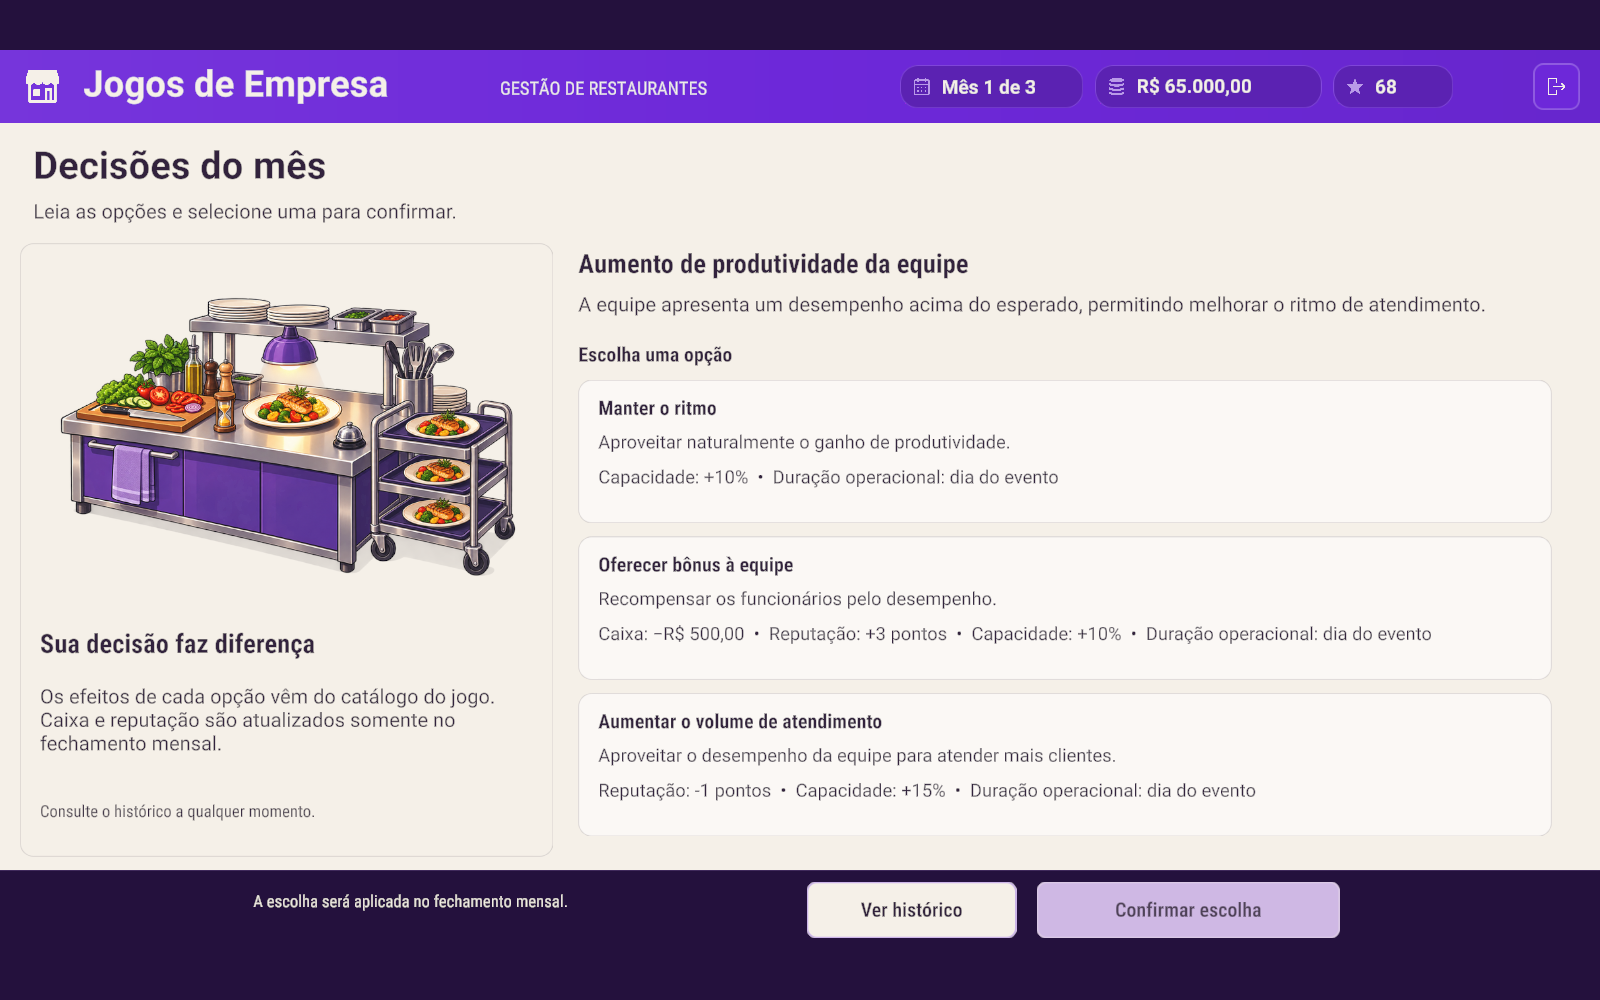 Jogos de Empresa
GESTÃO DE RESTAURANTES
Mês 1 de 3
R$ 65.000,00
68
Decisões do mês
Leia as opções e selecione uma para confirmar.
Sua decisão faz diferença
Os efeitos de cada opção vêm do catálogo do jogo.
Caixa e reputação são atualizados somente no
fechamento mensal.
Consulte o histórico a qualquer momento.
Aumento de produtividade da equipe
A equipe apresenta um desempenho acima do esperado, permitindo melhorar o ritmo de atendimento.
Escolha uma opção
Manter o ritmo
Aproveitar naturalmente o ganho de produtividade.
Capacidade: +10% • Duração operacional: dia do evento
Oferecer bônus à equipe
Recompensar os funcionários pelo desempenho.
Caixa: −R$ 500,00 • Reputação: +3 pontos • Capacidade: +10% • Duração operacional: dia do evento
Aumentar o volume de atendimento
Aproveitar o desempenho da equipe para atender mais clientes.
Reputação: -1 pontos • Capacidade: +15% • Duração operacional: dia do evento
A escolha será aplicada no fechamento mensal.
Ver histórico
Confirmar escolha